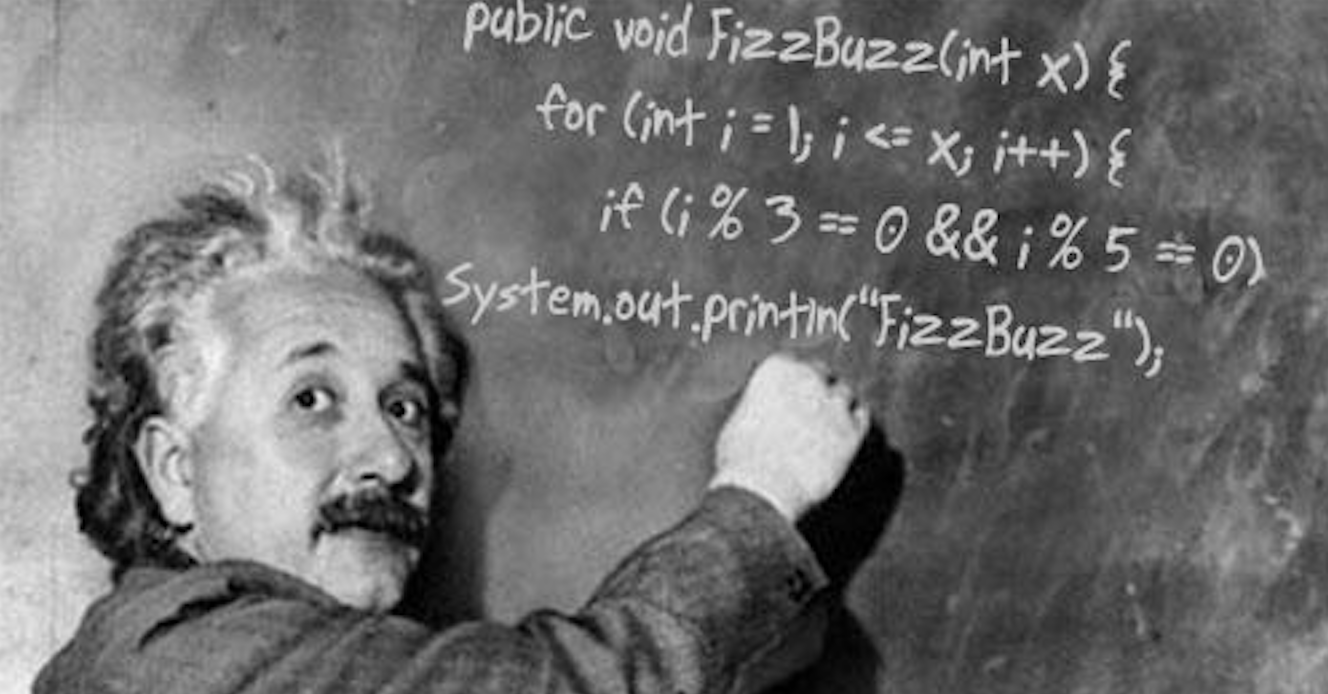 public void FizzBuzz(int x) {
for (int i = 1; i <= x; i++) {
if (i % 3 == 0 && i % 5 == 0)
System.out.println("FizzBuzz");